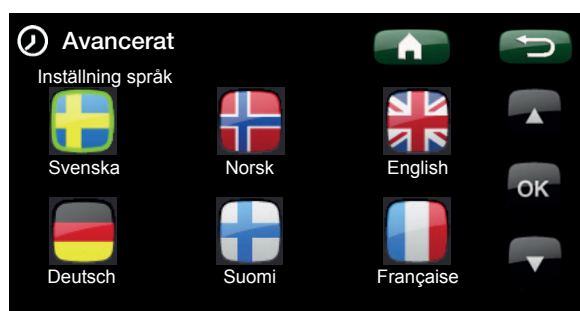 Avancerat
Inställning språk
Svenska Norsk English
OK
Deutsch Suomi Française